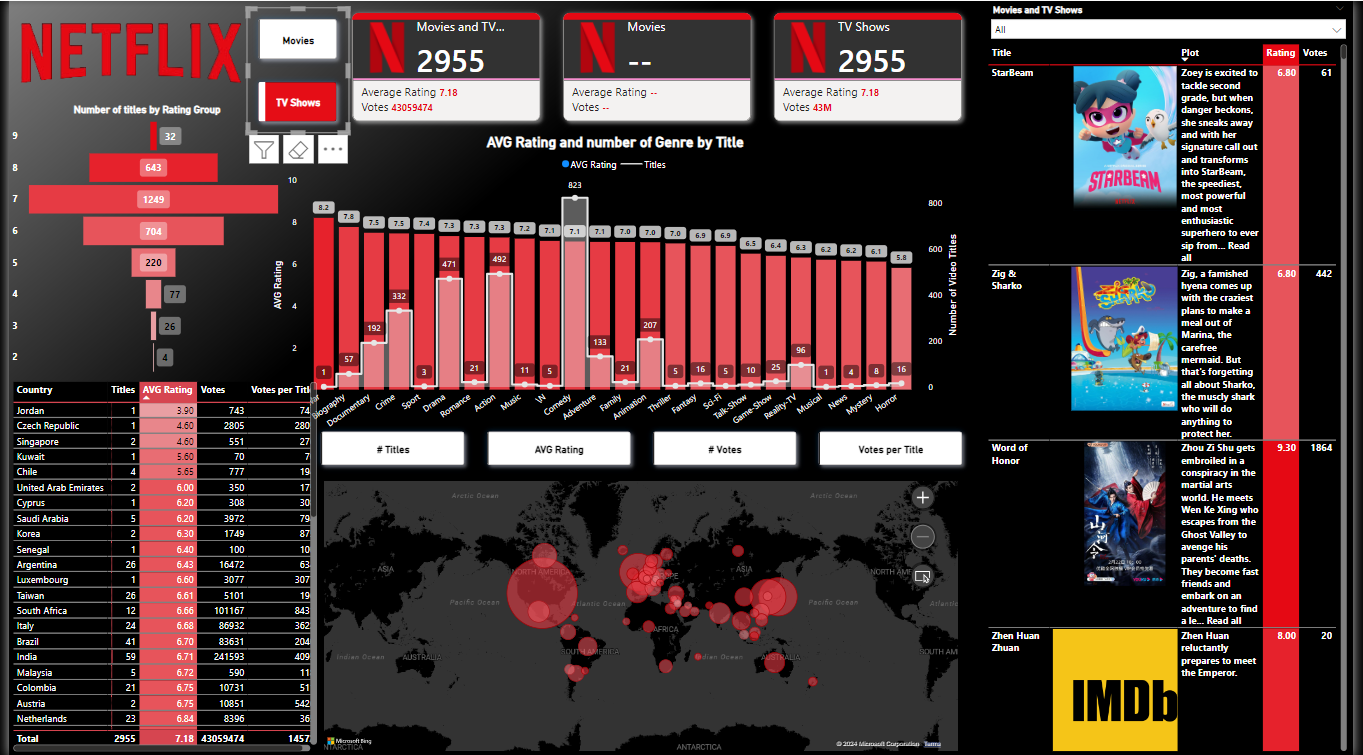 NETFLIX
Movies
TV Shows
Movies and TV...
2955
Average Rating 7.18
Votes 43059474
Movies
--
Average Rating --
Votes --
TV Shows
2955
Average Rating 7.18
Votes 43M
Number of titles by Rating Group
9 32
8 643
7 1249
6 704
5 220
4 77
3 26
2 4
AVG Rating and number of Genre by Title
AVG Rating Titles
AVG Rating
10
8
6
4
2
8.2 7.8 7.5 7.5 7.4 7.3 7.3 7.3 7.2 7.1 7.1 7.1 7.0 7.0 7.0 6.9 6.9 6.5 6.4 6.3 6.2 6.2 6.1 5.8
1 57 192 332 3 471 21 492 11 5 823 133 21 207 5 16 5 10 25 96 1 4 8 16
Biography Documentary Crime Sport Drama Romance Action Music \N Comedy Adventure Family Animation Thriller Fantasy Sci-Fi Talk-Show Game-Show Reality-TV Musical News Mystery Horror
800
600
400
200
0
Number of Video Titles
Country Titles AVG Rating Votes Votes per Titl
Jordan 1 3.90 743 74
Czech Republic 1 4.60 2805 280
Singapore 2 4.60 551 27
Kuwait 1 5.60 70 7
Chile 4 5.65 777 19
United Arab Emirates 2 6.00 350 17
Cyprus 1 6.20 308 30
Saudi Arabia 5 6.20 3972 79
Korea 2 6.30 1749 87
Senegal 1 6.40 100 10
Argentina 26 6.43 16472 63
Luxembourg 1 6.60 3077 307
Taiwan 26 6.61 5101 19
South Africa 12 6.66 101167 843
Italy 24 6.68 86932 362
Brazil 41 6.70 83631 204
India 59 6.71 241593 409
Malaysia 5 6.72 590 11
Colombia 21 6.75 10731 51
Austria 2 6.75 10851 542
Netherlands 23 6.84 8396 36
Total 2955 7.18 43059474 1457
# Titles
AVG Rating
# Votes
Votes per Title
Arctic Ocean
Arctic Ocean
ASIA
NORTH AMERICA
EUROPE
ASIA
NORTH AM
Pacific Ocean
Atlantic Ocean
Pacific Ocean
Atlantic
AFRICA
Indian Ocean
AUSTRALIA
SOUTH AMERICA
Indian Ocean
AUSTRALIA
SOUTH AM
Microsoft Bing
ANTARCTICA
ANTARCTICA
© 2024 Microsoft Corporation Terms
Movies and TV Shows
All
Title Plot Rating Votes
StarBeam
STARBEAM
Zoey is excited to
tackle second
grade, but when
danger beckons,
she sneaks away
and with her
signature call out
and transforms
into StarBeam,
the speediest,
most powerful
and most
enthusiastic
superhero to ever
sip from... Read
all
6.80 61
Zig &
Sharko
Zig, a famished
hyena comes up
with the craziest
plans to make a
meal out of
Marina, the
carefree
mermaid. But
that's forgetting
all about Sharko,
the muscly shark
who will do
anything to
protect her.
6.80 442
Word of
Honor
山河令
Zhou Zi Shu gets
embroiled in a
conspiracy in the
martial arts
world. He meets
Wen Ke Xing who
escapes from the
Ghost Valley to
avenge his
parents' deaths.
They become fast
friends and
embark on an
adventure to find
a le... Read all
9.30 1864
Zhen Huan
Zhuan
IMDb
Zhen Huan
reluctantly
prepares to meet
the Emperor.
8.00 20